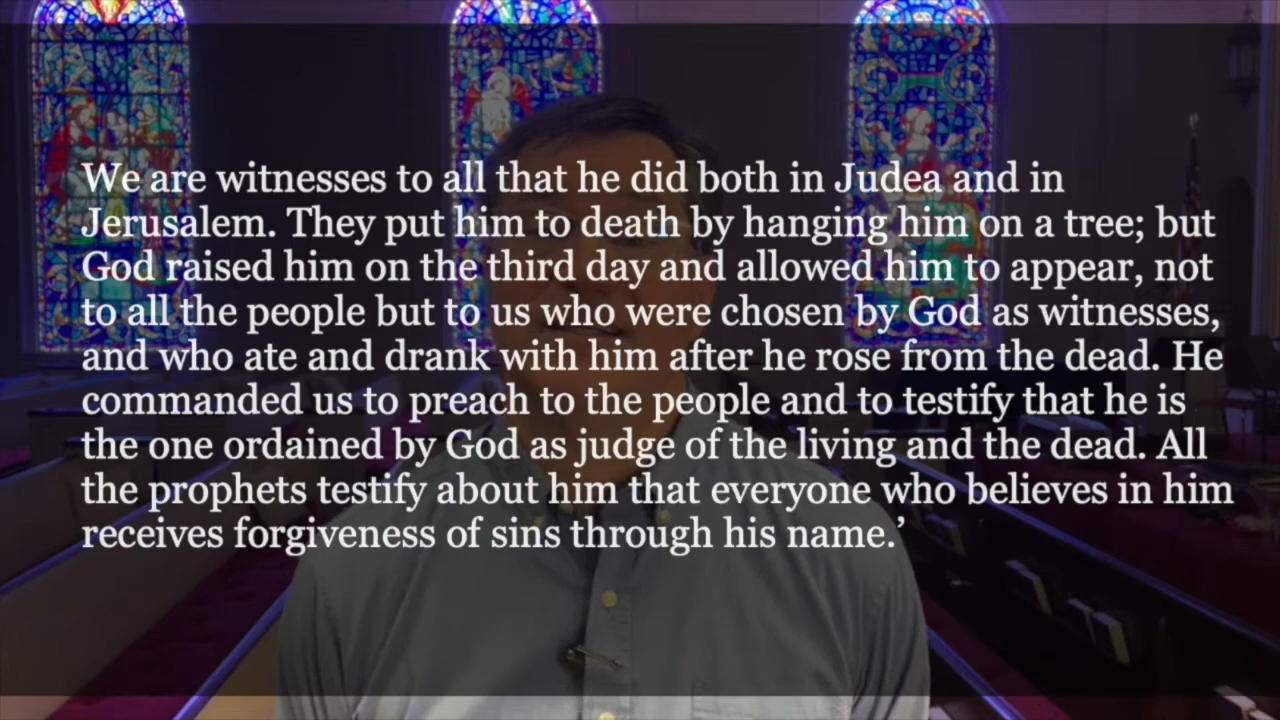 We are witnesses to all that he did both in Judea and in
Jerusalem. They put him to death by hanging him on a tree; but
God raised him on the third day and allowed him to appear, not
to all the people but to us who were chosen by God as witnesses,
and who ate and drank with him after he rose from the dead. He
commanded us to preach to the people and to testify that he is
the one ordained by God as judge of the living and the dead. All
the prophets testify about him that everyone who believes in him
receives forgiveness of sins through his name.’